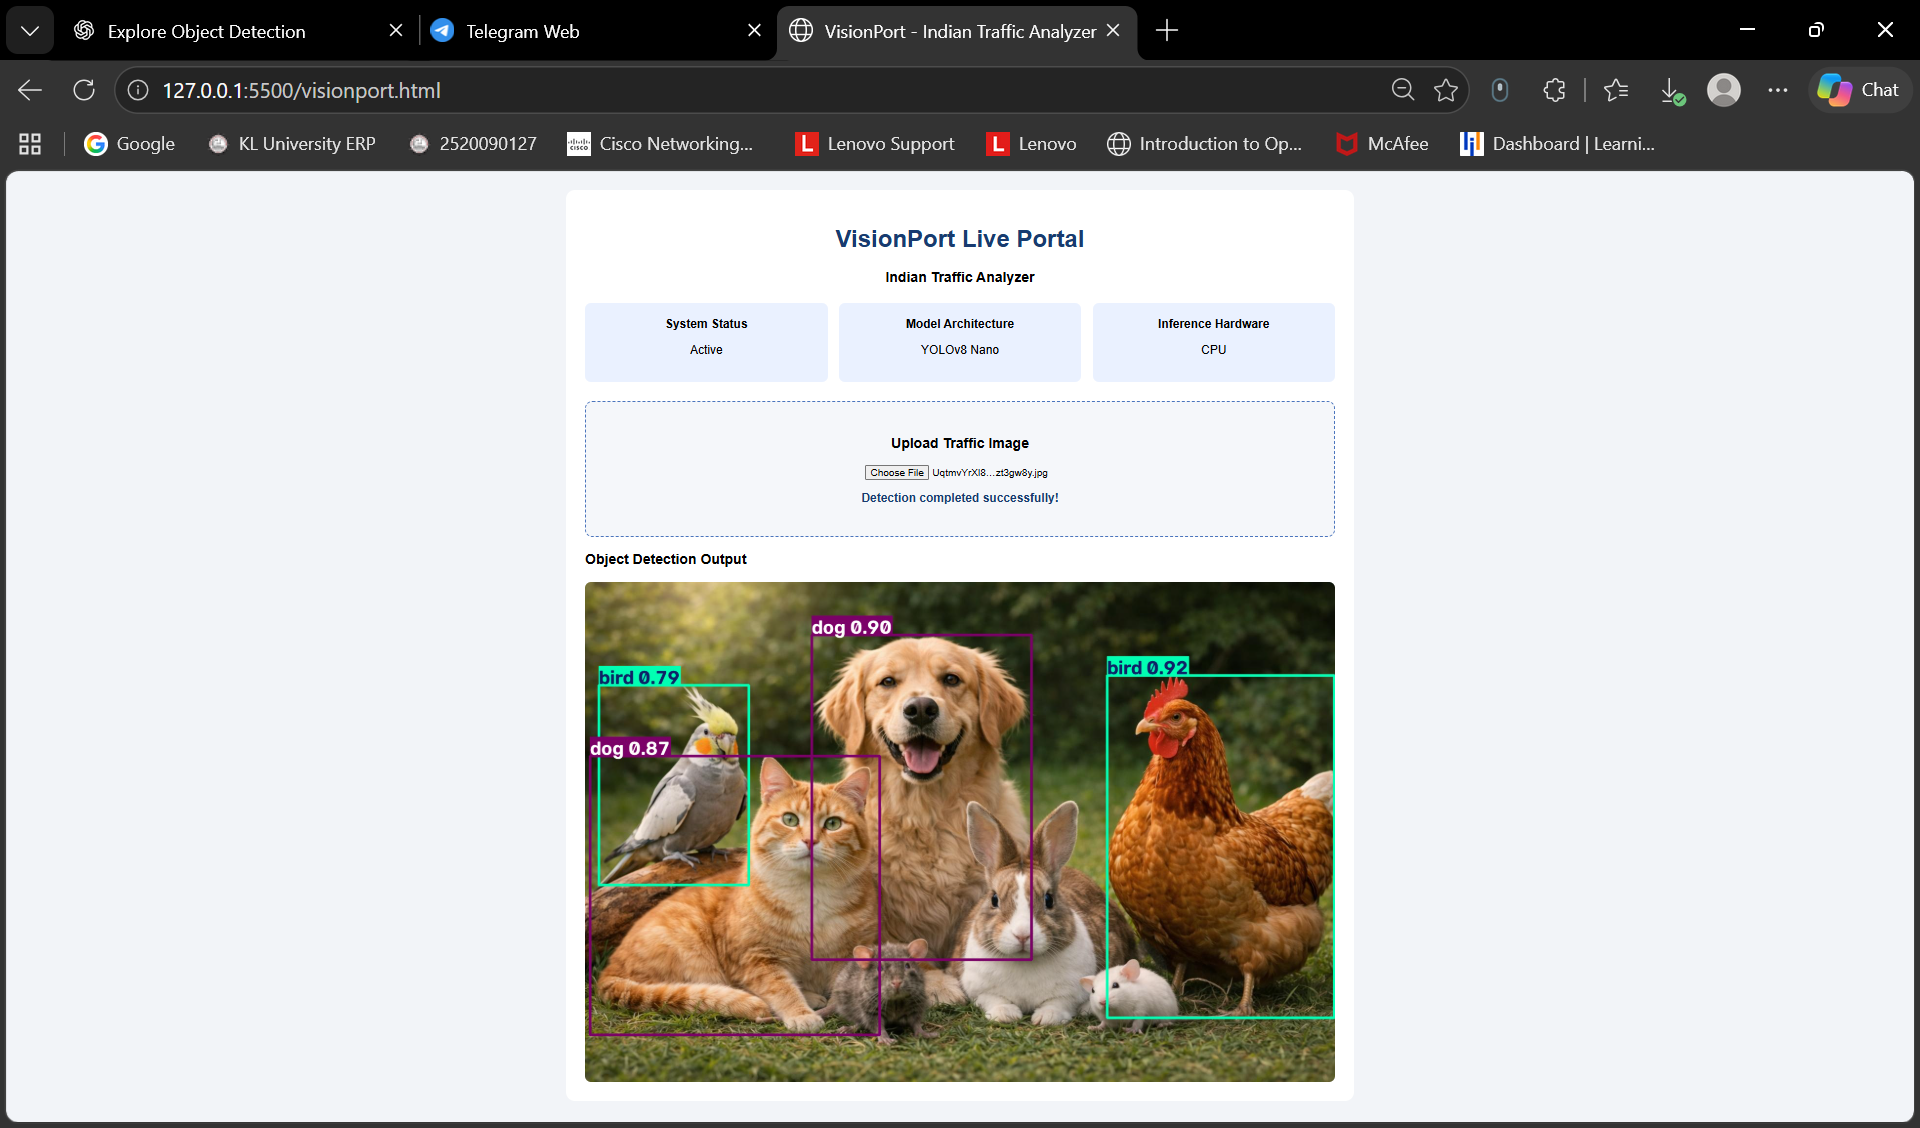 Explore Object Detection
Telegram Web
VisionPort - Indian Traffic Analyzer
127.0.0.1:5500/visionport.html
Chat
Google
KL University ERP
2520090127
Cisco Networking...
Lenovo Support
Lenovo
Introduction to Op...
McAfee
Dashboard | Learni...
VisionPort Live Portal
Indian Traffic Analyzer
System Status
Active
Model Architecture
YOLOv8 Nano
Inference Hardware
CPU
Upload Traffic Image
Choose File UqtmvYrXI8...zt3gw8y.jpg
Detection completed successfully!
Object Detection Output
dog 0.90
bird 0.92
bird 0.79
dog 0.87